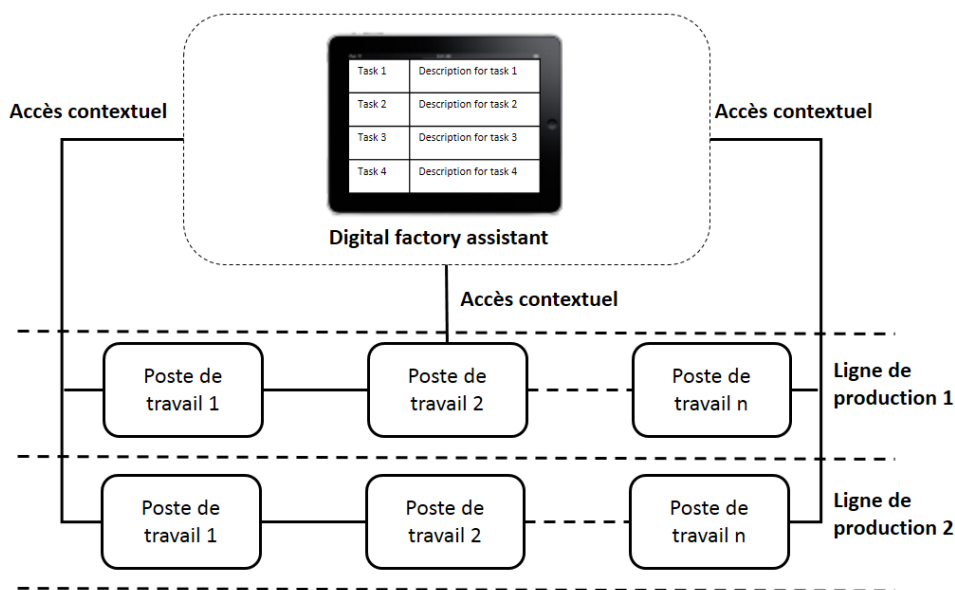 Task 1 Description for task 1
Task 2 Description for task 2
Task 3 Description for task 3
Task 4 Description for task 4
Accès contextuel
Accès contextuel
Digital factory assistant
Accès contextuel
Poste de
travail 1
Poste de
travail 2
Poste de
travail n
Ligne de
production 1
Poste de
travail 1
Poste de
travail 2
Poste de
travail n
Ligne de
production 2